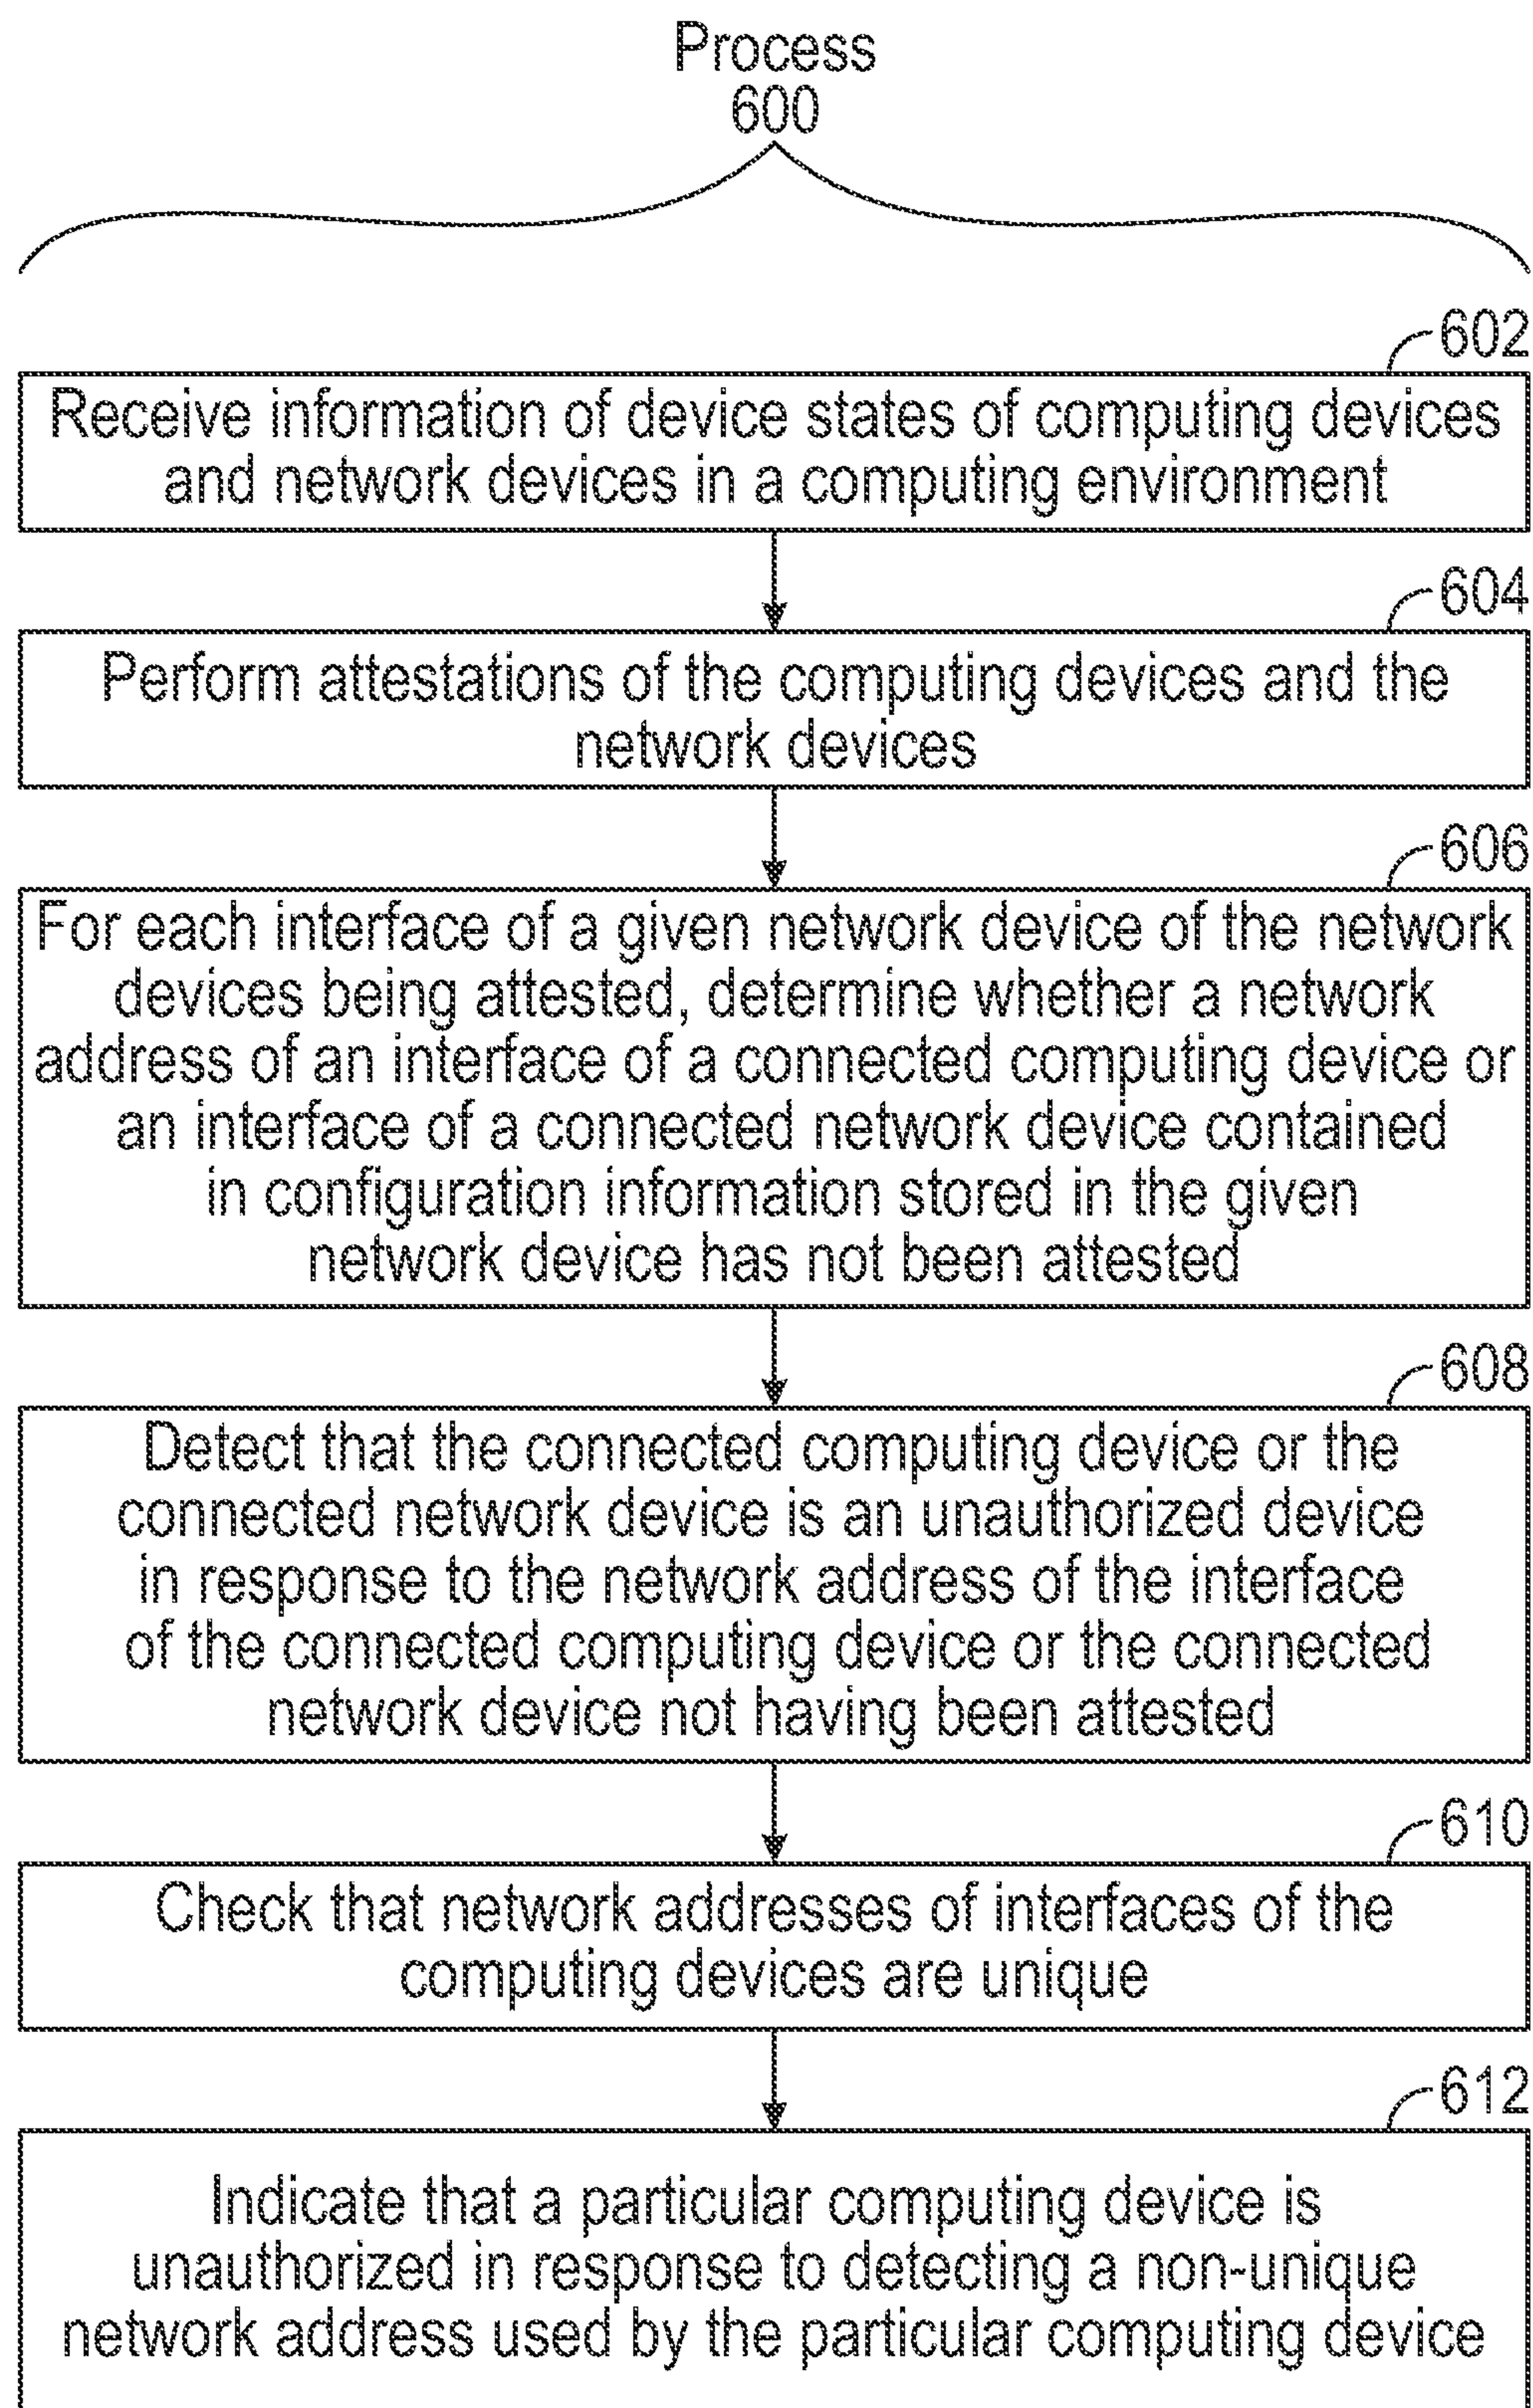 Process
600
602
Receive information of device states of computing devices
and network devices in a computing environment
604
Perform attestations of the computing devices and the
network devices
606
For each interface of a given network device of the network
devices being attested, determine whether a network
address of an interface of a connected computing device or
an interface of a connected network device contained
in configuration information stored in the given
network device has not been attested
608
Detect that the connected computing device or the
connected network device is an unauthorized device
in response to the network address of the interface
of the connected computing device or the connected
network device not having been attested
610
Check that network addresses of interfaces of the
computing devices are unique
612
Indicate that a particular computing device is
unauthorized in response to detecting a non-unique
network address used by the particular computing device